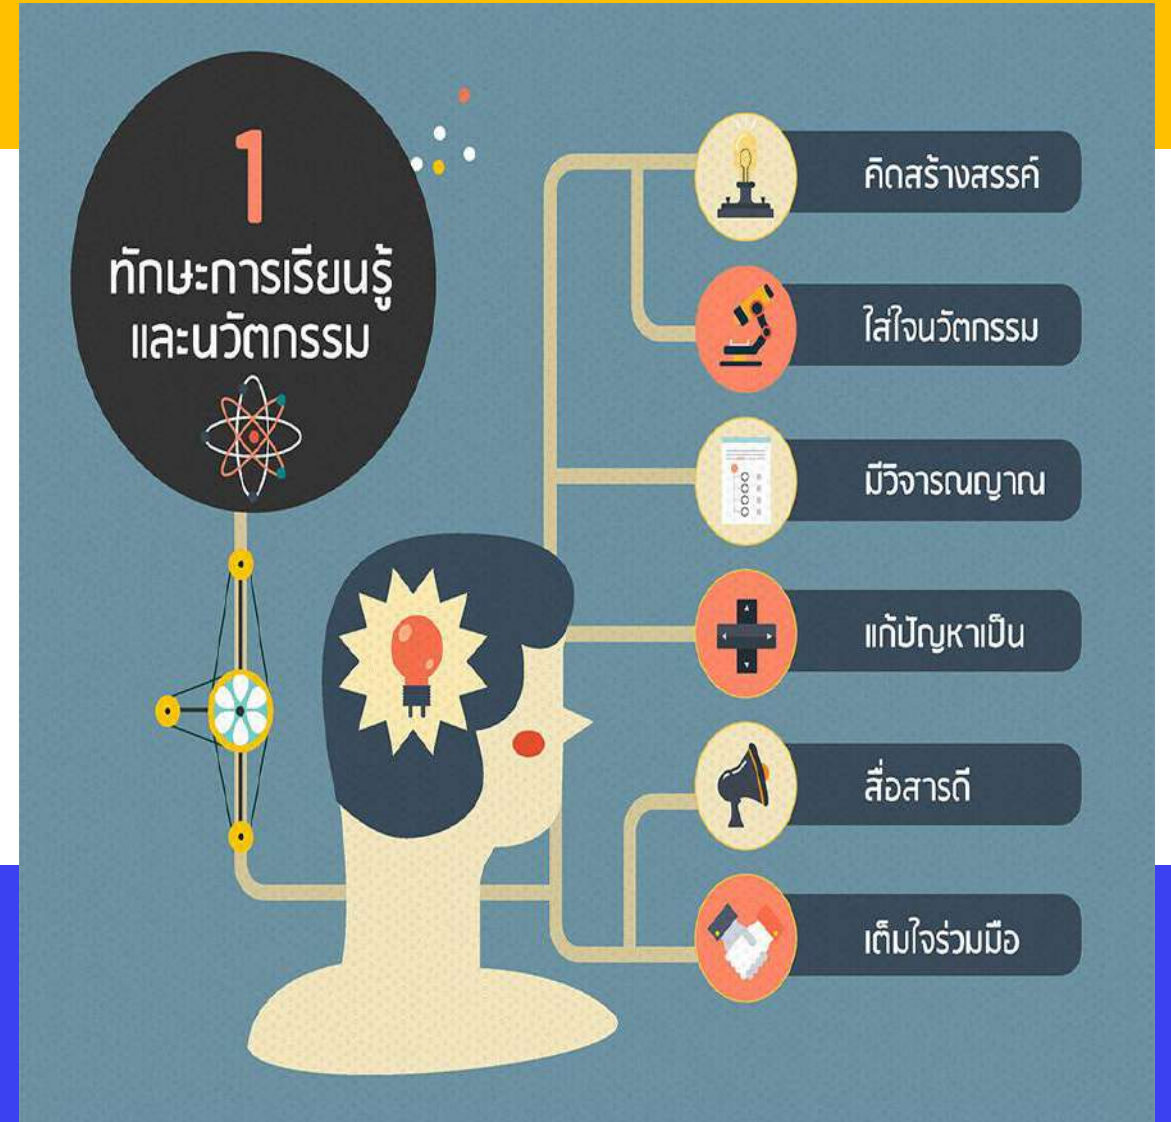 1
ทักษะการเรียนรู้
และนวัตกรรม
คิดสร้างสรรค์
ใส่ใจนวัตกรรม
มีวิจารณญาณ
แก้ปัญหาเป็น
สื่อสารดี
เต็มใจร่วมมือ